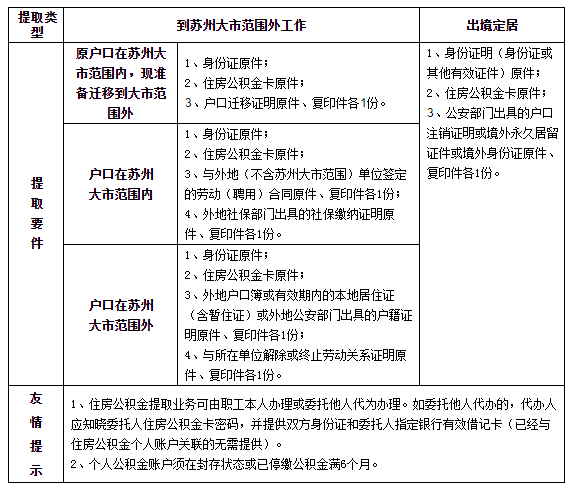 提取类型
到苏州大市范围外工作
出境定居
提取要件
原户口在苏州大
市范围内，现准
备迁移到大市范
围外
1、身份证原件；
2、住房公积金卡原件；
3、户口迁移证明原件、复印件各1份。
户口在苏州
大市范围内
1、身份证原件；
2、住房公积金卡原件；
3、与外地（不含苏州大市范围）单位签定
的劳动（聘用）合同原件、复印件各1份；
4、外地社保部门出具的社保缴纳证明原
件、复印件各1份。
户口在苏州
大市范围外
1、身份证原件；
2、住房公积金卡原件；
3、外地户口簿或有效期内的本地居住证
（含暂住证）或外地公安部门出具的户籍证
明原件、复印件各1份；
4、与所在单位解除或终止劳动关系证明原
件、复印件各1份。
1、身份证明（身份证或
其他有效证件）原件；
2、住房公积金卡原件；
3、公安部门出具的户口
注销证明或境外永久居留
证件或境外身份证原件、
复印件各1份。
友情提示
1、住房公积金提取业务可由职工本人办理或委托他人代为办理。如委托他人代办的，代办人
应知晓委托人住房公积金卡密码，并提供双方身份证和委托人指定银行有效借记卡（已经与
住房公积金个人账户关联的无需提供）。
2、个人公积金账户须在封存状态或已停缴公积金满6个月。